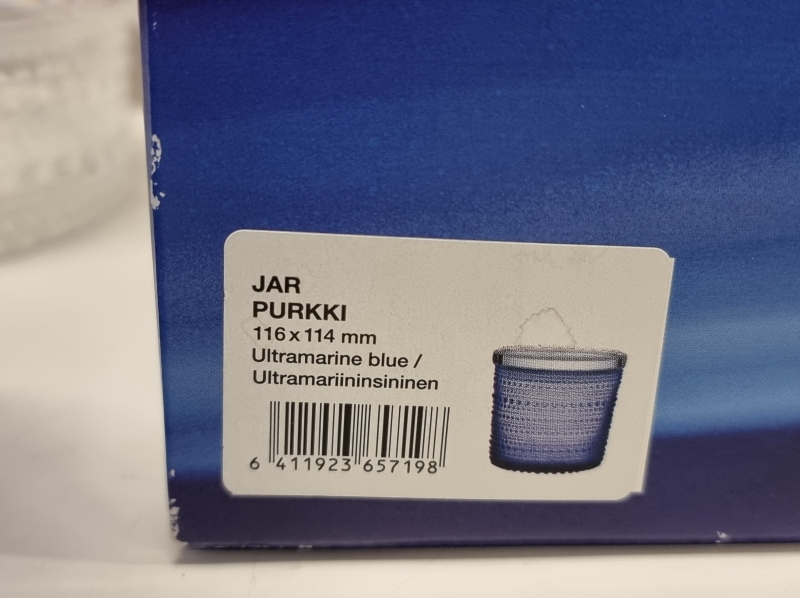 JAR
PURKKI
116 x 114 mm
Ultramarine blue /
Ultramariininsininen
6 411923 657198